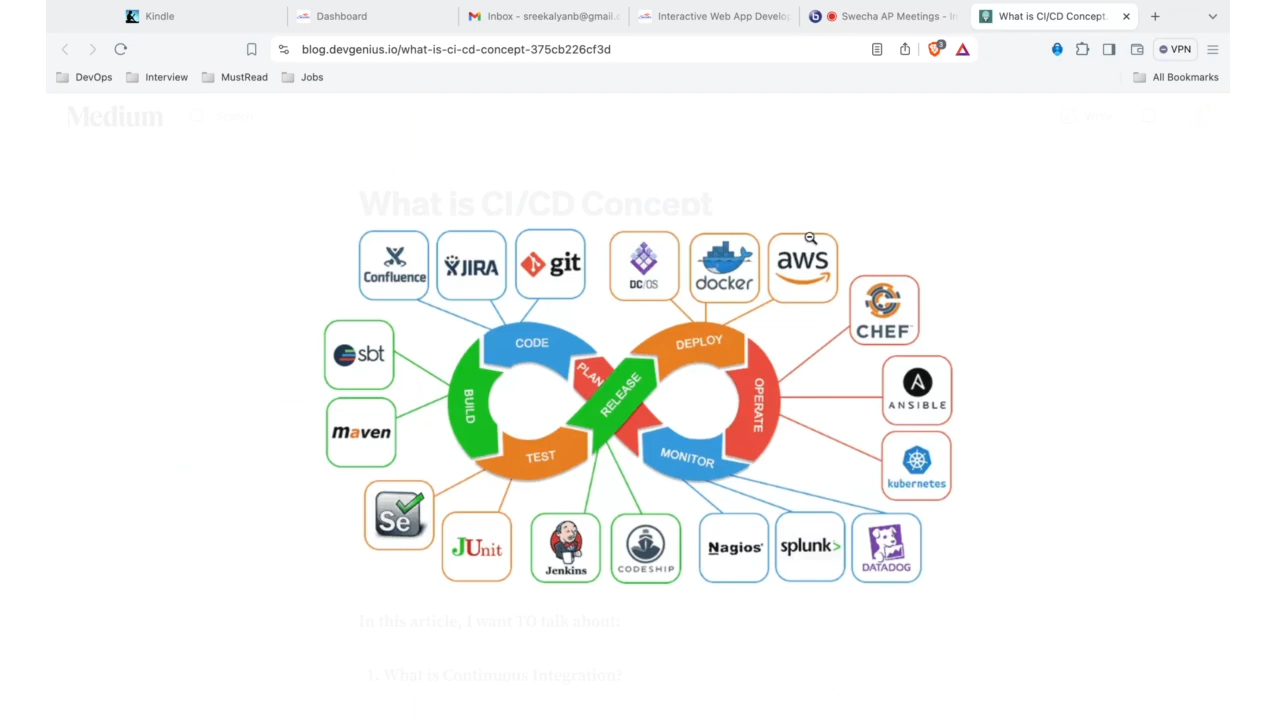 Kindle
Dashboard
Inbox - sreekalyanb@gmail.c
Interactive Web App Develo
Swecha AP Meetings - In
What is CI/CD Concept.
blog.devgenius.io/what-is-ci-cd-concept-375cb226cf3d
3
VPN
DevOps
Interview
MustRead
Jobs
All Bookmarks
Medium
Search
Write
What is CI/CD Concept
Confluence
JIRA
git
DC/OS
docker
aws
CHEF
sbt
CODE
DEPLOY
PLAN
RELEASE
BUILD
OPERATE
ANSIBLE
maven
TEST
MONITOR
kubernetes
Se
JUnit
Jenkins
CODESHIP
Nagios®
splunk>
DATADOG
In this article, I want TO talk about:
1. What is Continuous Integration?